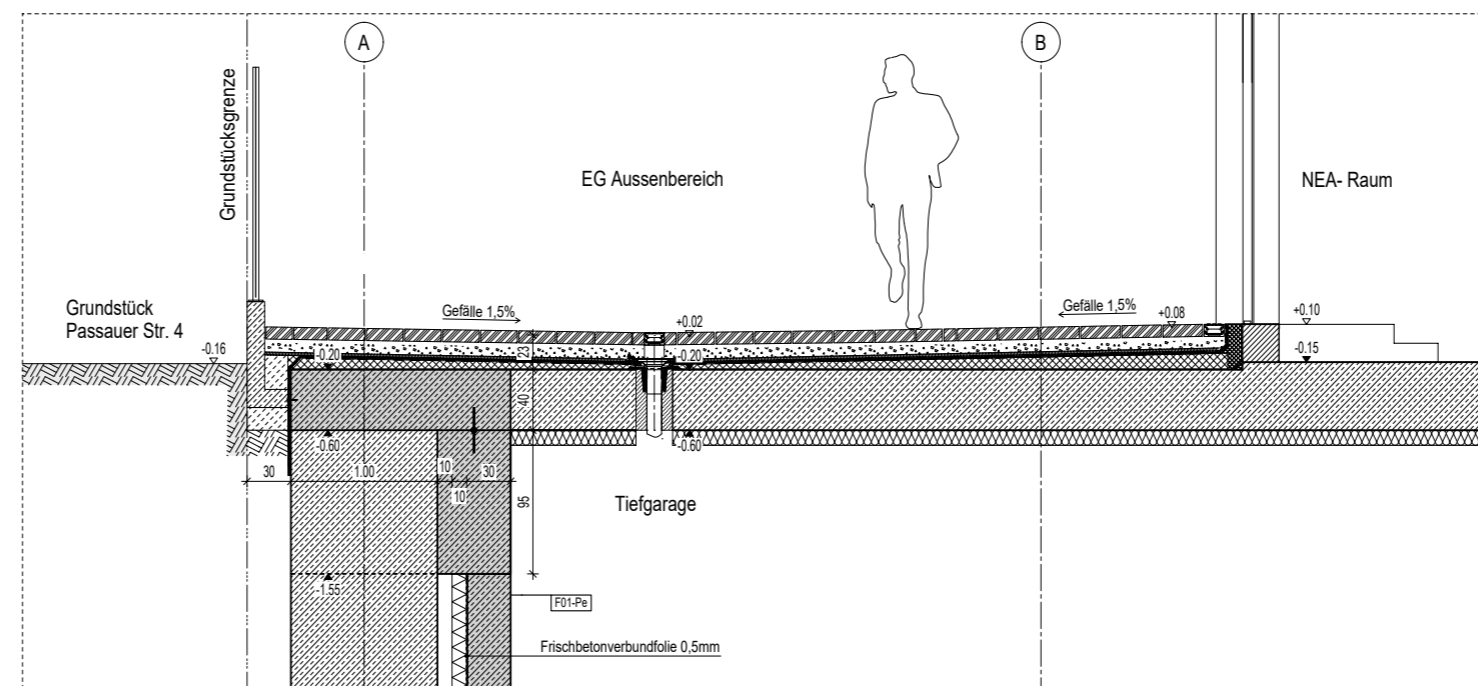 A
B
Grundstücksgrenze
EG Aussenbereich
NEA- Raum
Grundstück
Passauer Str. 4
Gefälle 1,5%
Gefälle 1,5%
+0.08
+0.10
+0.02
-0.16
-0.20
23
-0.20
-0.15
40
-0.60
-0.60
30
1.00
10
30
10
95
Tiefgarage
-1.55
F01-Pe
Frischbetonverbundfolie 0,5mm